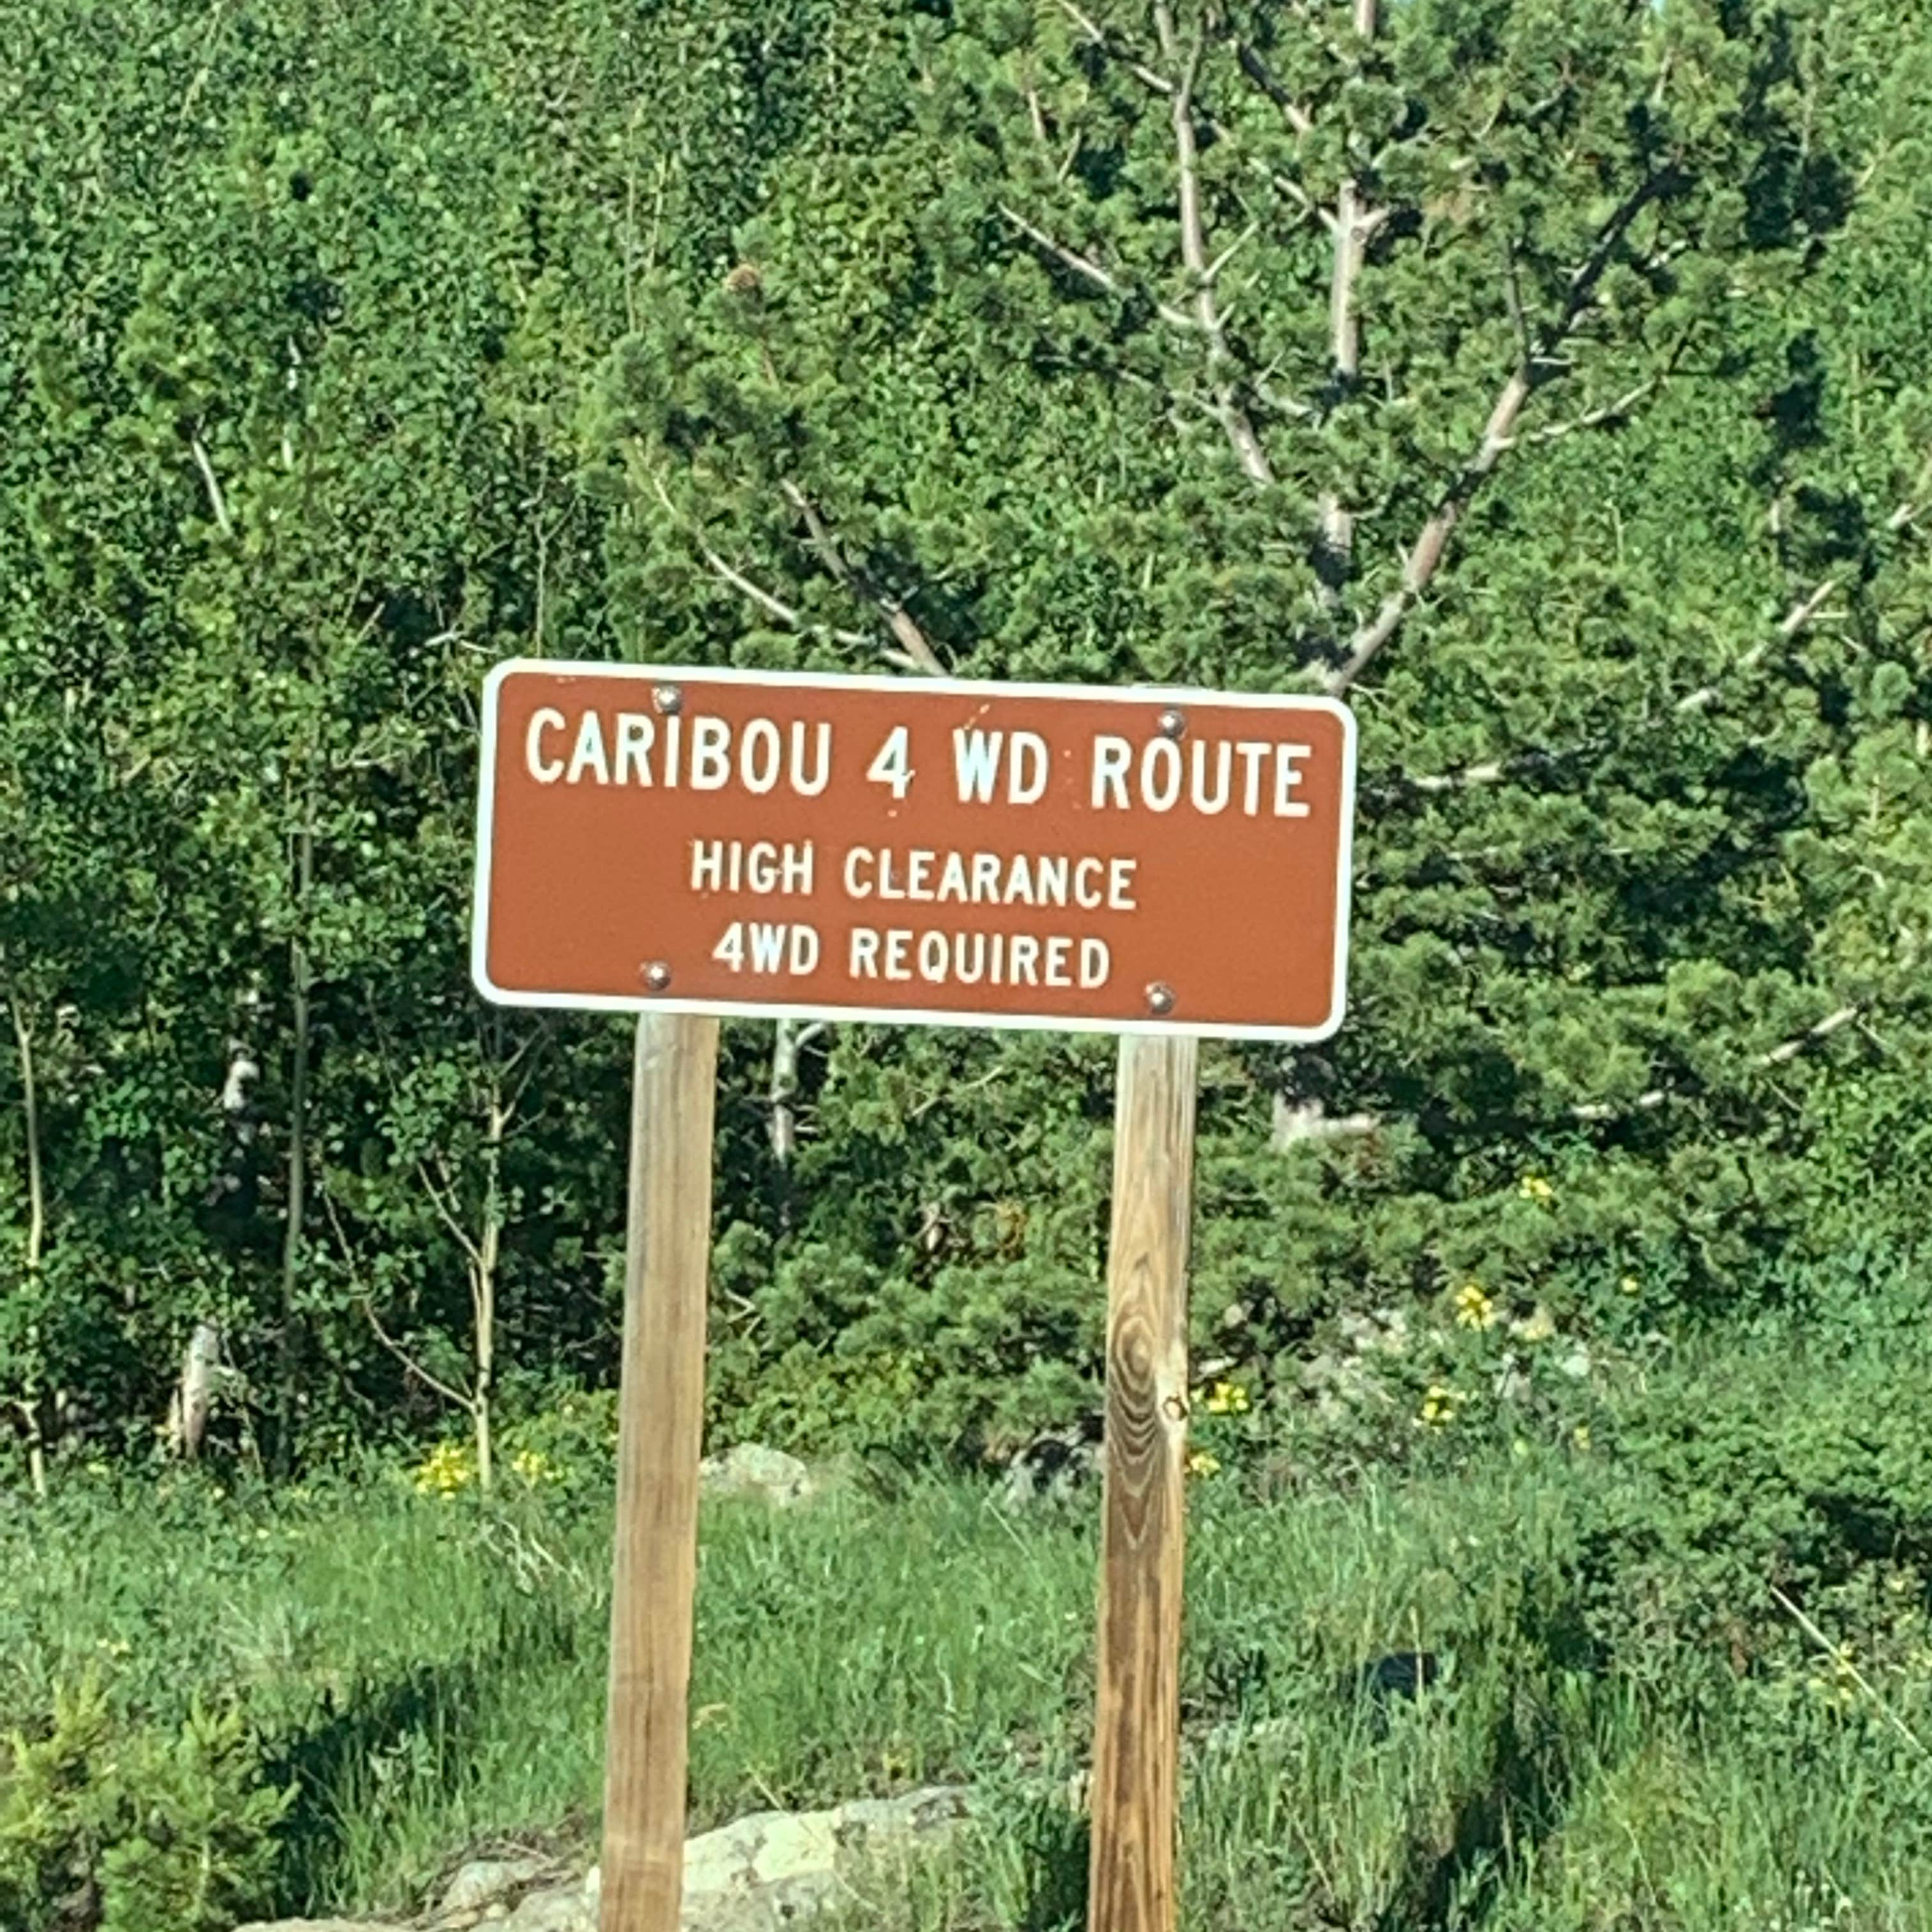 CARIBOU 4 WD ROUTE
HIGH CLEARANCE
4WD REQUIRED